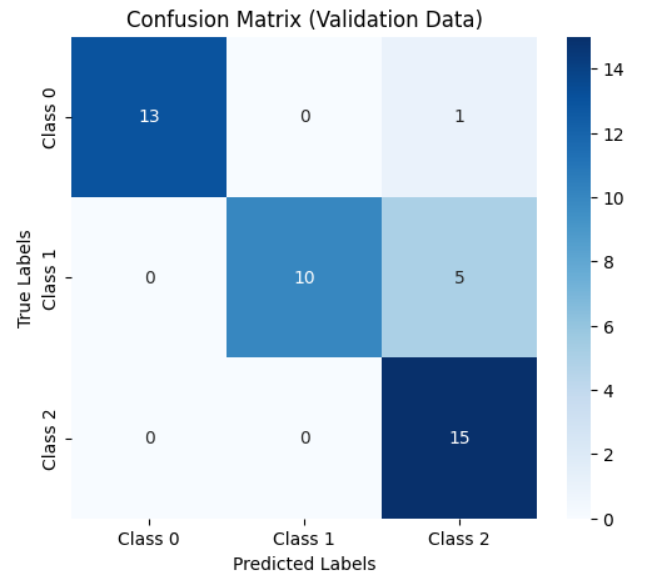 Confusion Matrix (Validation Data)
True Labels
Class 0
13 0 1
Class 1
0 10 5
Class 2
0 0 15
Class 0 Class 1 Class 2
Predicted Labels
14
12
10
8
6
4
2
0